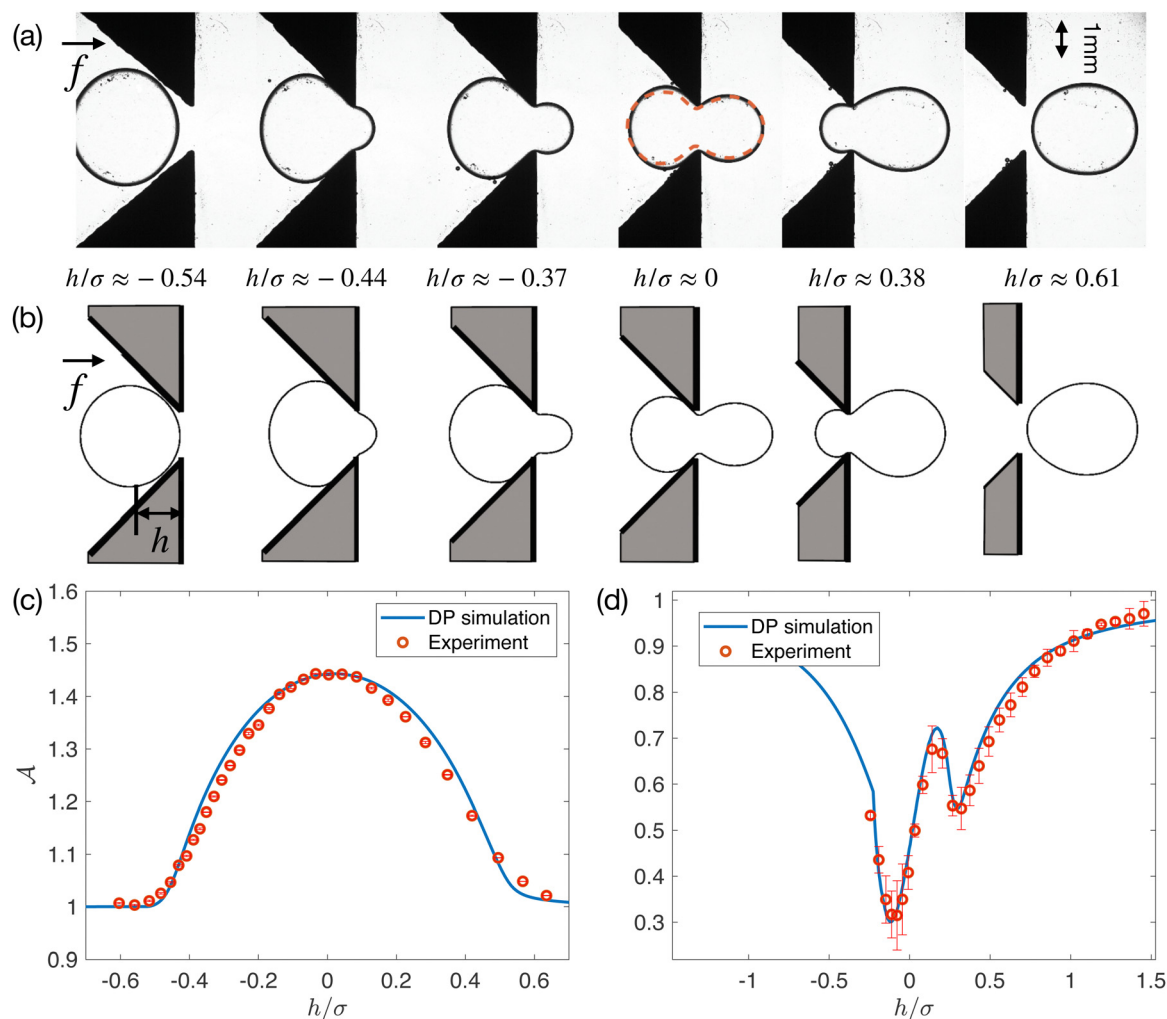 (a)
f
1mm
h/σ ≈ − 0.54 h/σ ≈ − 0.44 h/σ ≈ − 0.37 h/σ ≈ 0 h/σ ≈ 0.38 h/σ ≈ 0.61
(b)
f
h
(c)
1.6
1.5
1.4
1.3
1.2
1.1
1
0.9
𝒜
DP simulation
Experiment
-0.6 -0.4 -0.2 0 0.2 0.4 0.6
h/σ
(d)
1
0.9
0.8
0.7
0.6
0.5
0.4
0.3
DP simulation
Experiment
-1 -0.5 0 0.5 1 1.5
h/σ